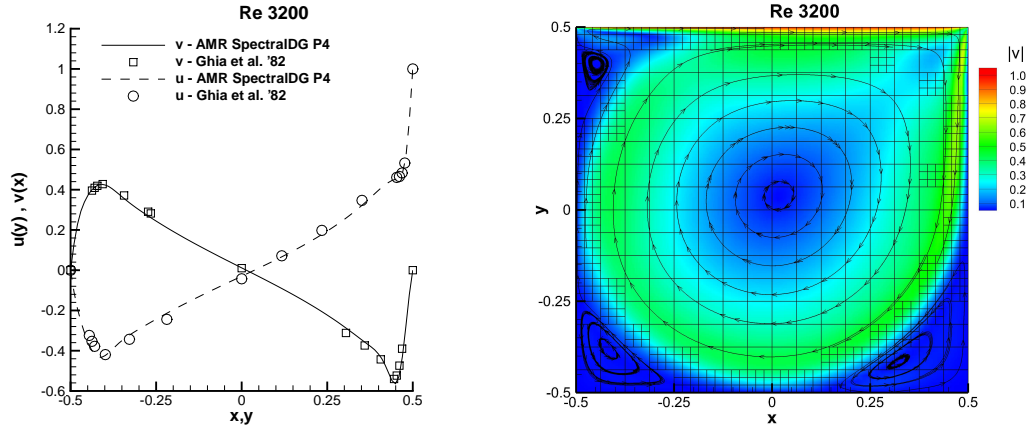 Re 3200
u(y) , v(x)
1.2
1
0.8
0.6
0.4
0.2
0
-0.2
-0.4
-0.6
v - AMR SpectralDG P4
v - Ghia et al. '82
u - AMR SpectralDG P4
u - Ghia et al. '82
-0.5 -0.25 0 0.25 0.5
x,y
Re 3200
y
0.5
0.25
0
-0.25
-0.5
-0.5 -0.25 0 0.25 0.5
x
|v|
1.0
0.9
0.8
0.7
0.6
0.5
0.4
0.3
0.2
0.1